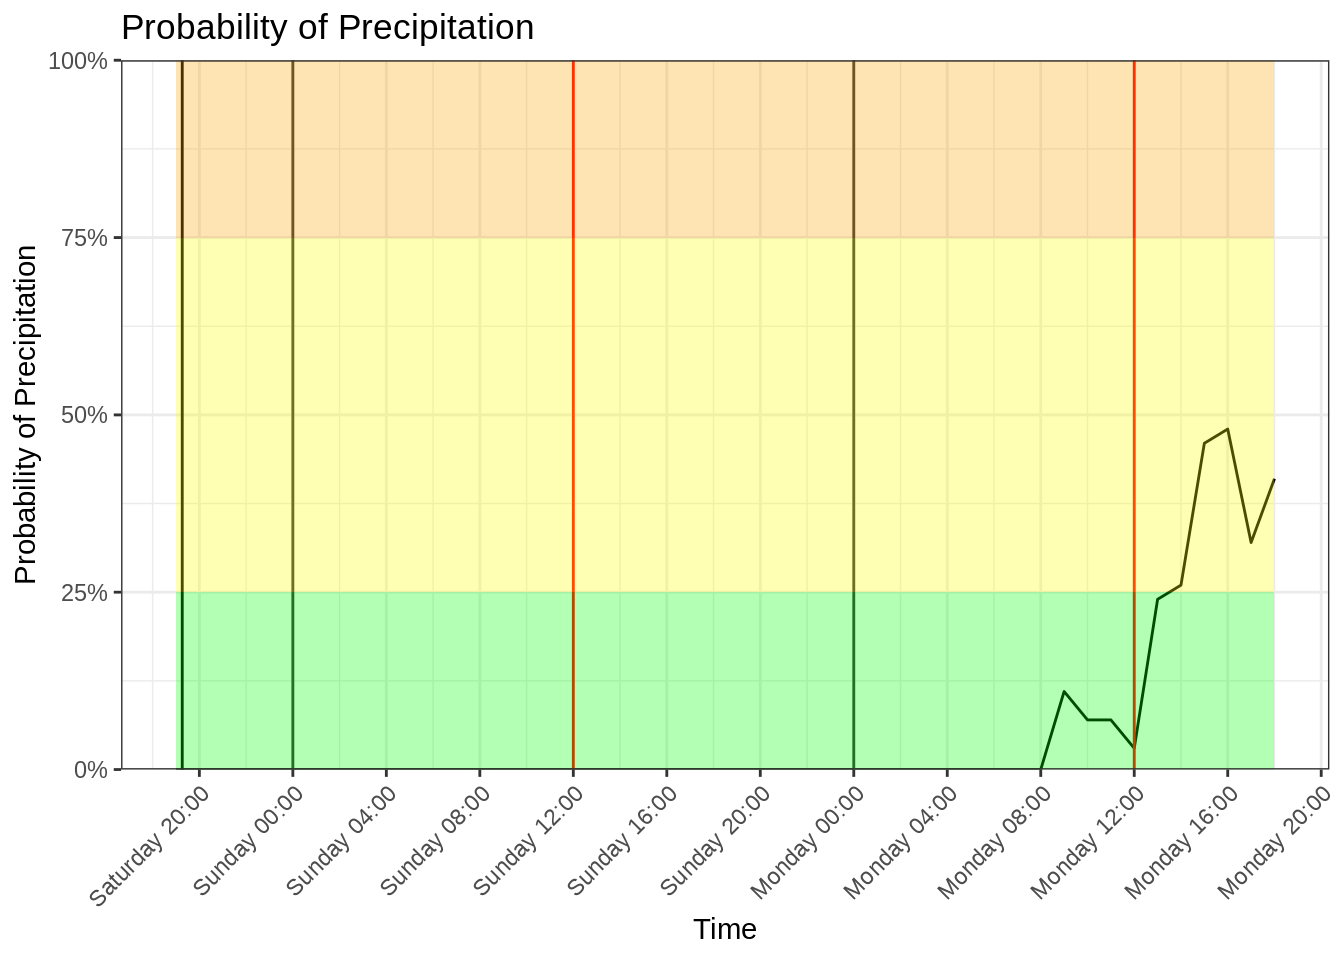 Probability of Precipitation
Probability of Precipitation
100%
75%
50%
25%
0%
Saturday 20:00
Sunday 00:00
Sunday 04:00
Sunday 08:00
Sunday 12:00
Sunday 16:00
Sunday 20:00
Monday 00:00
Monday 04:00
Monday 08:00
Monday 12:00
Monday 16:00
Monday 20:00
Time